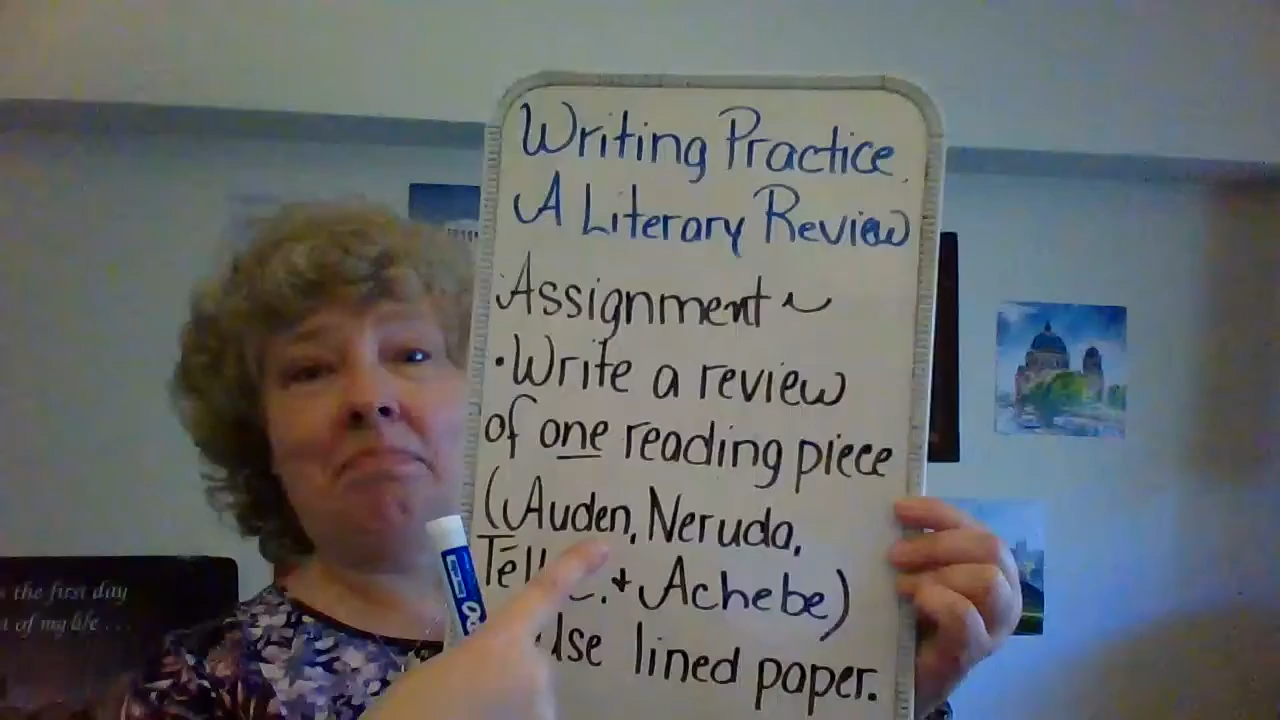 Writing Practice.
A Literary Review
Assignment ~
• Write a review
of one reading piece
(Auden, Neruda,
& Achebe)
lined paper.
the first day
of my life...